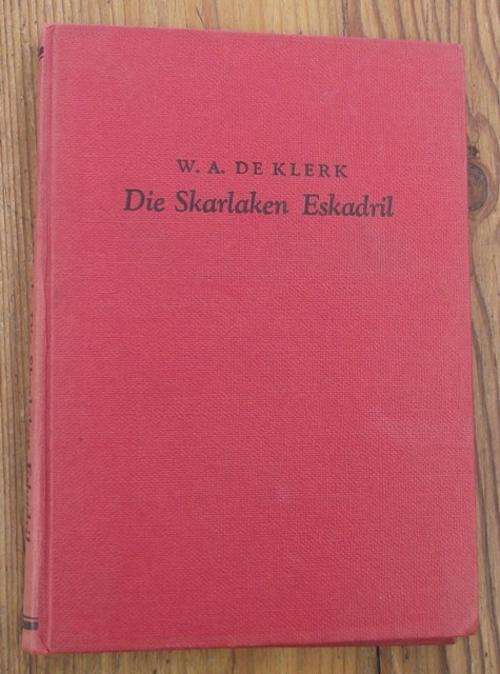 W. A. DE KLERK
Die Skarlaken Eskadril